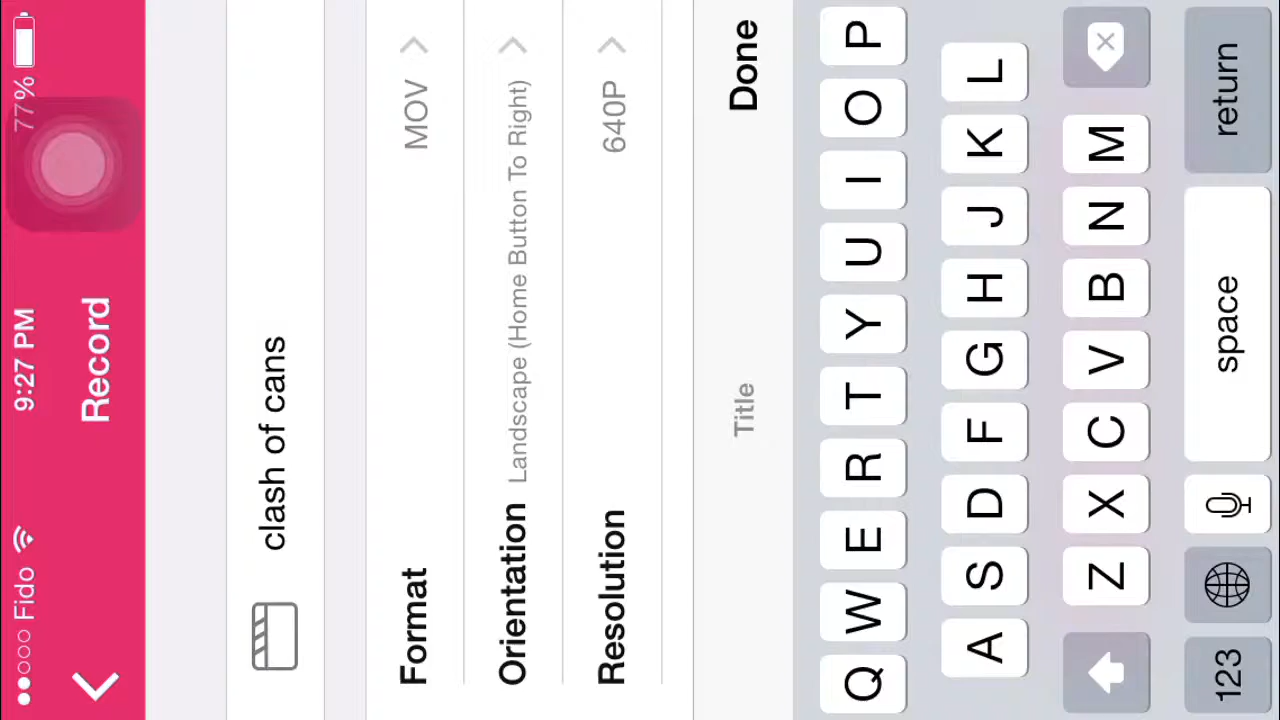 Fido 9:27 PM 77%
Record
clash of cans
Format MOV
Orientation Landscape (Home Button To Right)
Resolution 640P
Title Done
Q W E R T Y U I O P
A S D F G H J K L
Z X C V B N M
123 space return